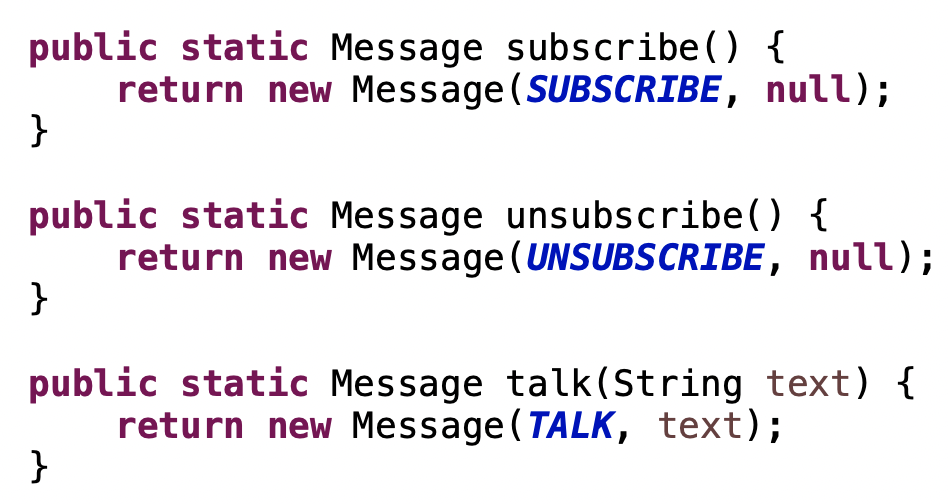 public static Message subscribe() {
    return new Message(SUBSCRIBE, null);
}

public static Message unsubscribe() {
    return new Message(UNSUBSCRIBE, null);
}

public static Message talk(String text) {
    return new Message(TALK, text);
}